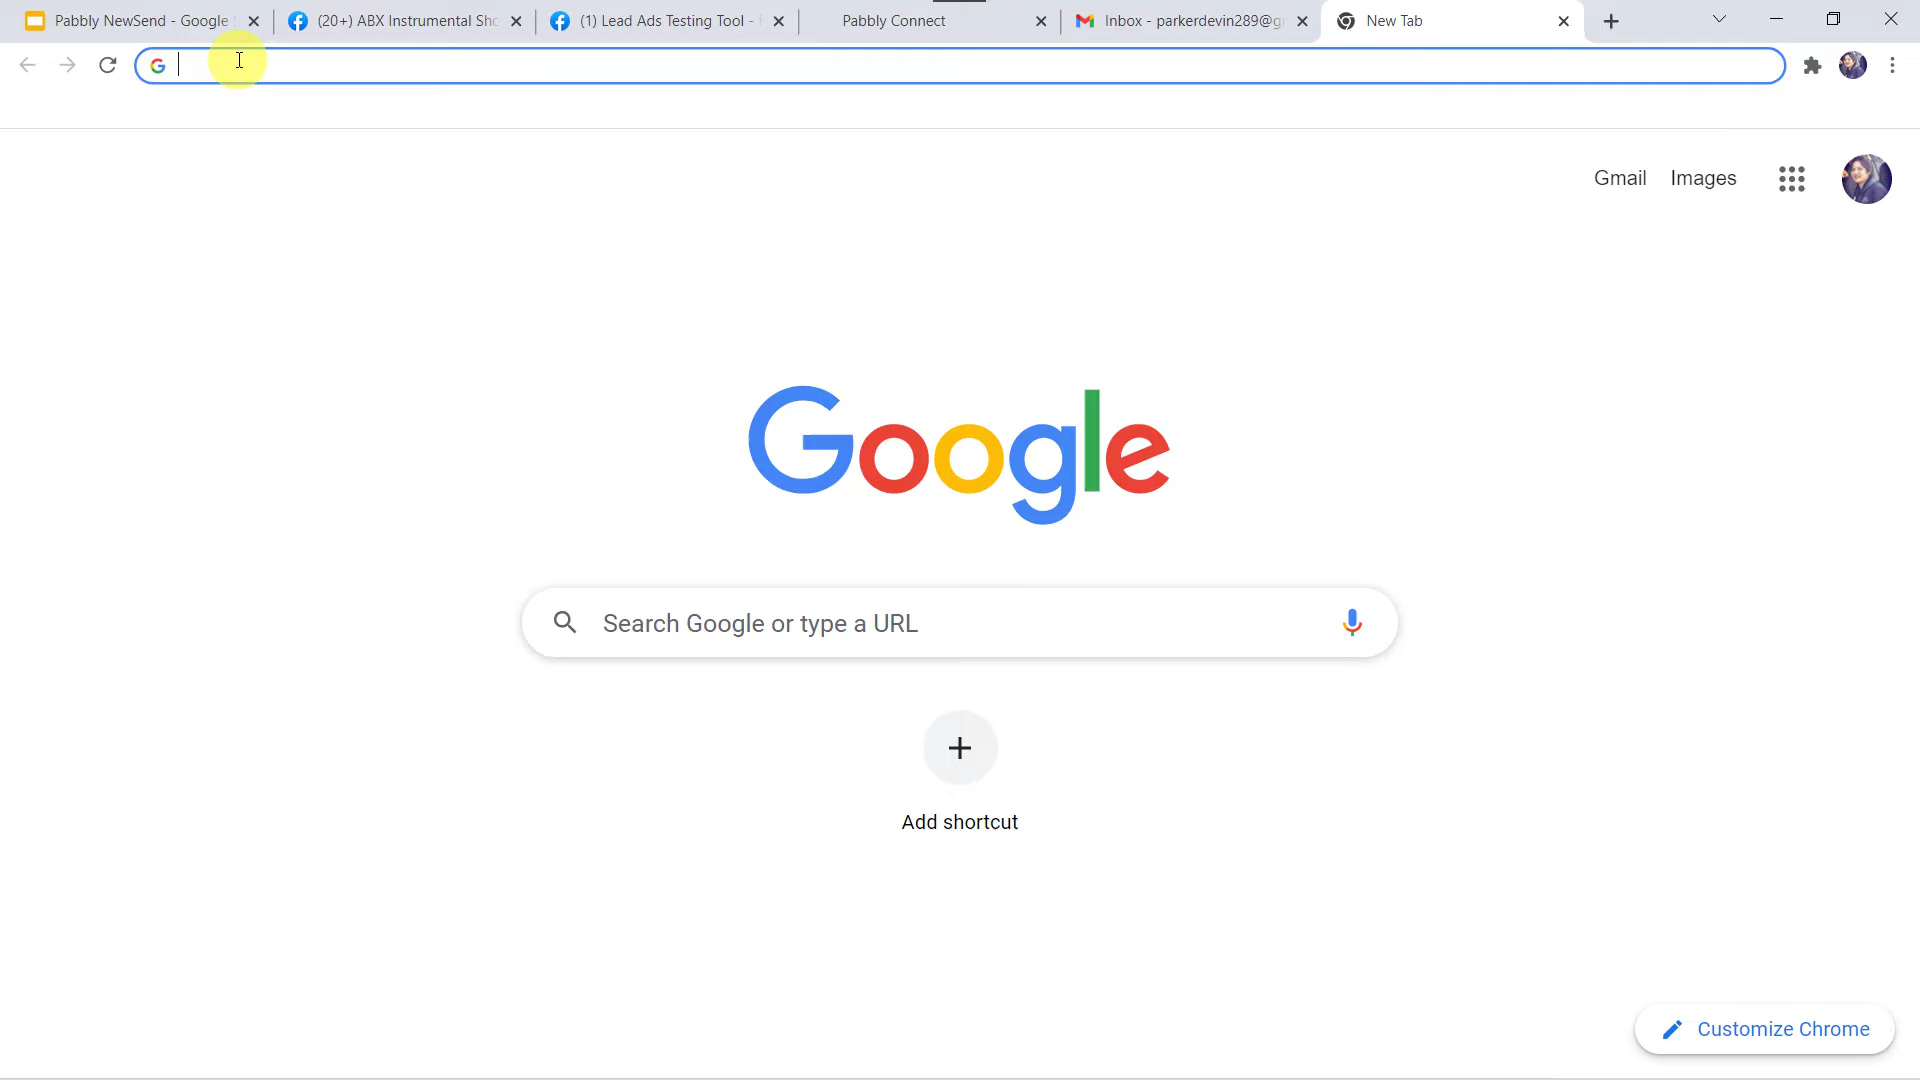 Pabbly NewSend - Google
(20+) ABX Instrumental Sho
(1) Lead Ads Testing Tool -
Pabbly Connect
Inbox - parkerdevin289@g
New Tab
Gmail Images
Google
Search Google or type a URL
Add shortcut
Customize Chrome